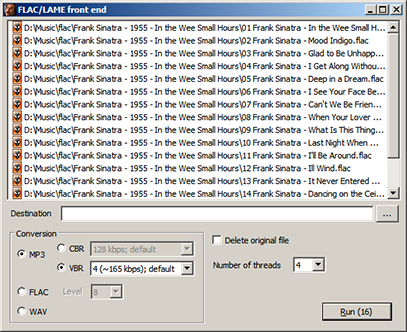 FLAC/LAME front end
D:\Music\flac\Frank Sinatra - 1955 - In the Wee Small Hours\01 Frank Sinatra - In the Wee Small H...
D:\Music\flac\Frank Sinatra - 1955 - In the Wee Small Hours\02 Frank Sinatra - Mood Indigo.flac
D:\Music\flac\Frank Sinatra - 1955 - In the Wee Small Hours\03 Frank Sinatra - Glad to Be Unhapp...
D:\Music\flac\Frank Sinatra - 1955 - In the Wee Small Hours\04 Frank Sinatra - I Get Along Withou...
D:\Music\flac\Frank Sinatra - 1955 - In the Wee Small Hours\05 Frank Sinatra - Deep in a Dream.flac
D:\Music\flac\Frank Sinatra - 1955 - In the Wee Small Hours\06 Frank Sinatra - I See Your Face Be...
D:\Music\flac\Frank Sinatra - 1955 - In the Wee Small Hours\07 Frank Sinatra - Can't We Be Frien...
D:\Music\flac\Frank Sinatra - 1955 - In the Wee Small Hours\08 Frank Sinatra - When Your Lover ...
D:\Music\flac\Frank Sinatra - 1955 - In the Wee Small Hours\09 Frank Sinatra - What Is This Thing...
D:\Music\flac\Frank Sinatra - 1955 - In the Wee Small Hours\10 Frank Sinatra - Last Night When ...
D:\Music\flac\Frank Sinatra - 1955 - In the Wee Small Hours\11 Frank Sinatra - I'll Be Around.flac
D:\Music\flac\Frank Sinatra - 1955 - In the Wee Small Hours\12 Frank Sinatra - Ill Wind.flac
D:\Music\flac\Frank Sinatra - 1955 - In the Wee Small Hours\13 Frank Sinatra - It Never Entered ...
D:\Music\flac\Frank Sinatra - 1955 - In the Wee Small Hours\14 Frank Sinatra - Dancing on the Cei...
Destination ...
Conversion
MP3
CBR 128 kbps; default
VBR 4 (~165 kbps); default
FLAC Level 8
WAV
Delete original file
Number of threads 4
Run (16)